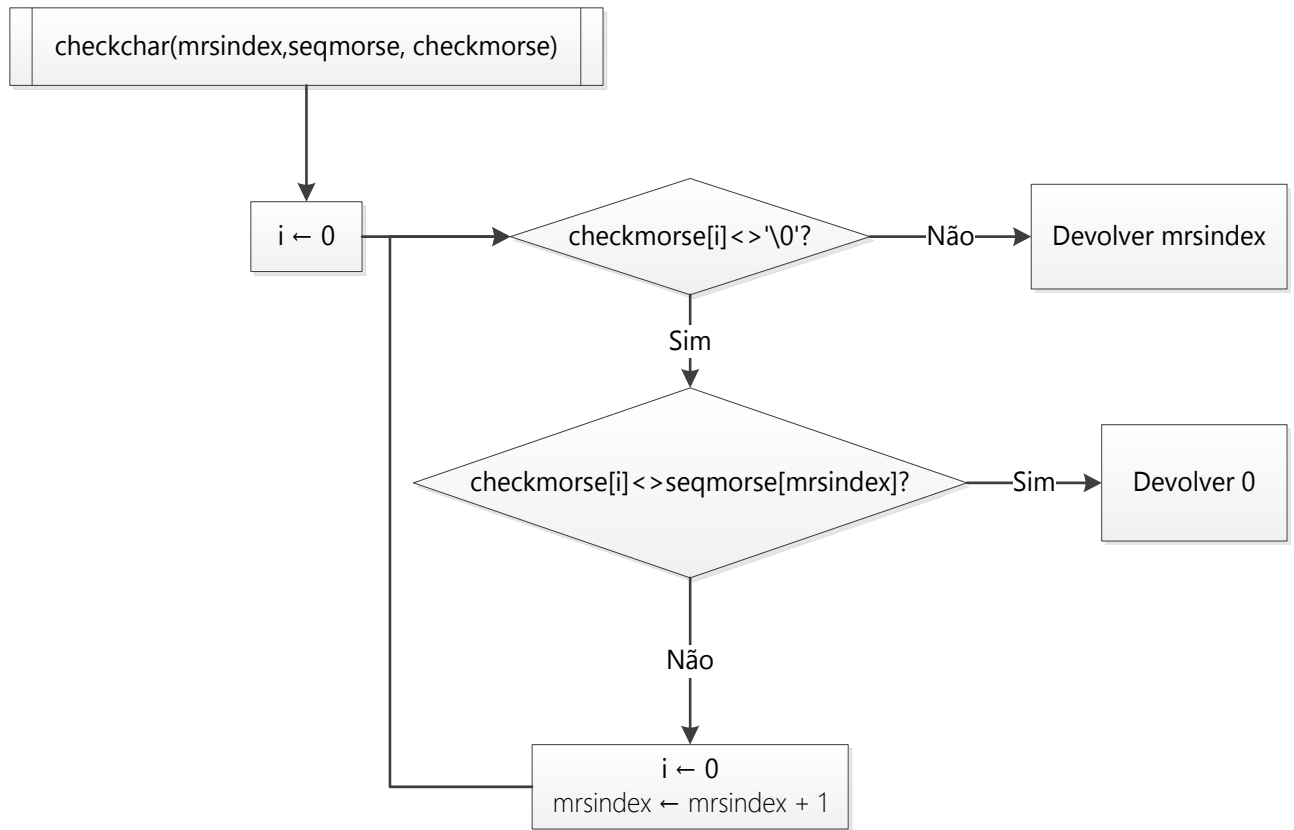 checkchar(mrsindex,seqmorse, checkmorse)
i ← 0
checkmorse[i]<>'\0'?
Não
Devolver mrsindex
Sim
checkmorse[i]<>seqmorse[mrsindex]?
Sim
Devolver 0
Não
i ← 0
mrsindex ← mrsindex + 1